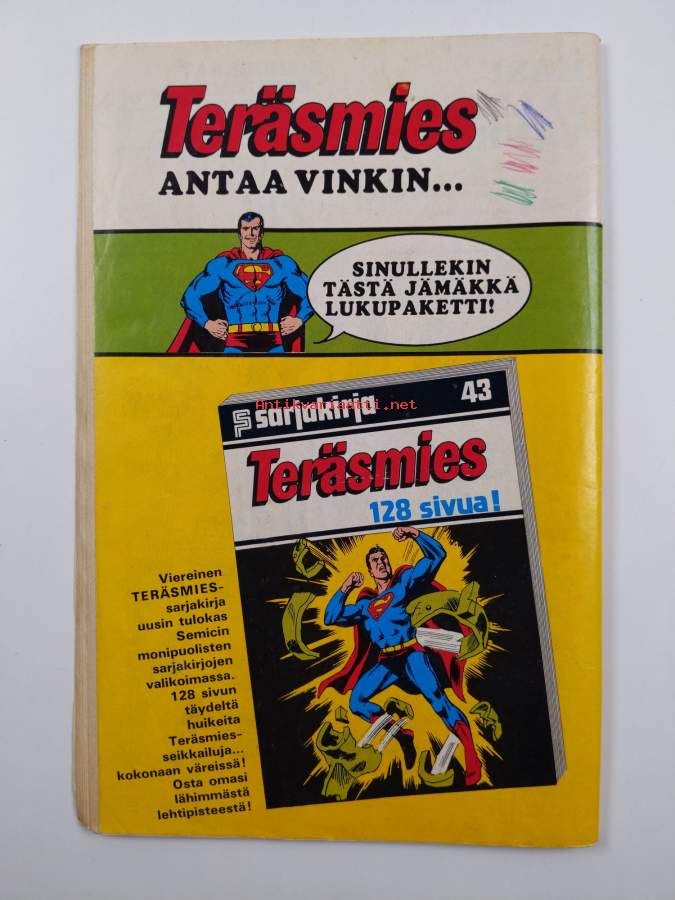 Teräsmies
ANTAA VINKIN...
SINULLEKIN
TÄSTÄ JÄMÄKKÄ
LUKUPAKETTI!
Antikvariaatti.net
sarjakirja 43
Teräsmies
128 sivua!
Viereinen
TERÄSMIES-
sarjakirja
uusin tulokas
Semicin
monipuolisten
sarjakirjojen
valikoimassa.
128 sivun
täydeltä
huikeita
Teräsmies-
seikkailuja...
kokonaan väreissä!
Osta omasi
lähimmästä
lehtipisteestä!